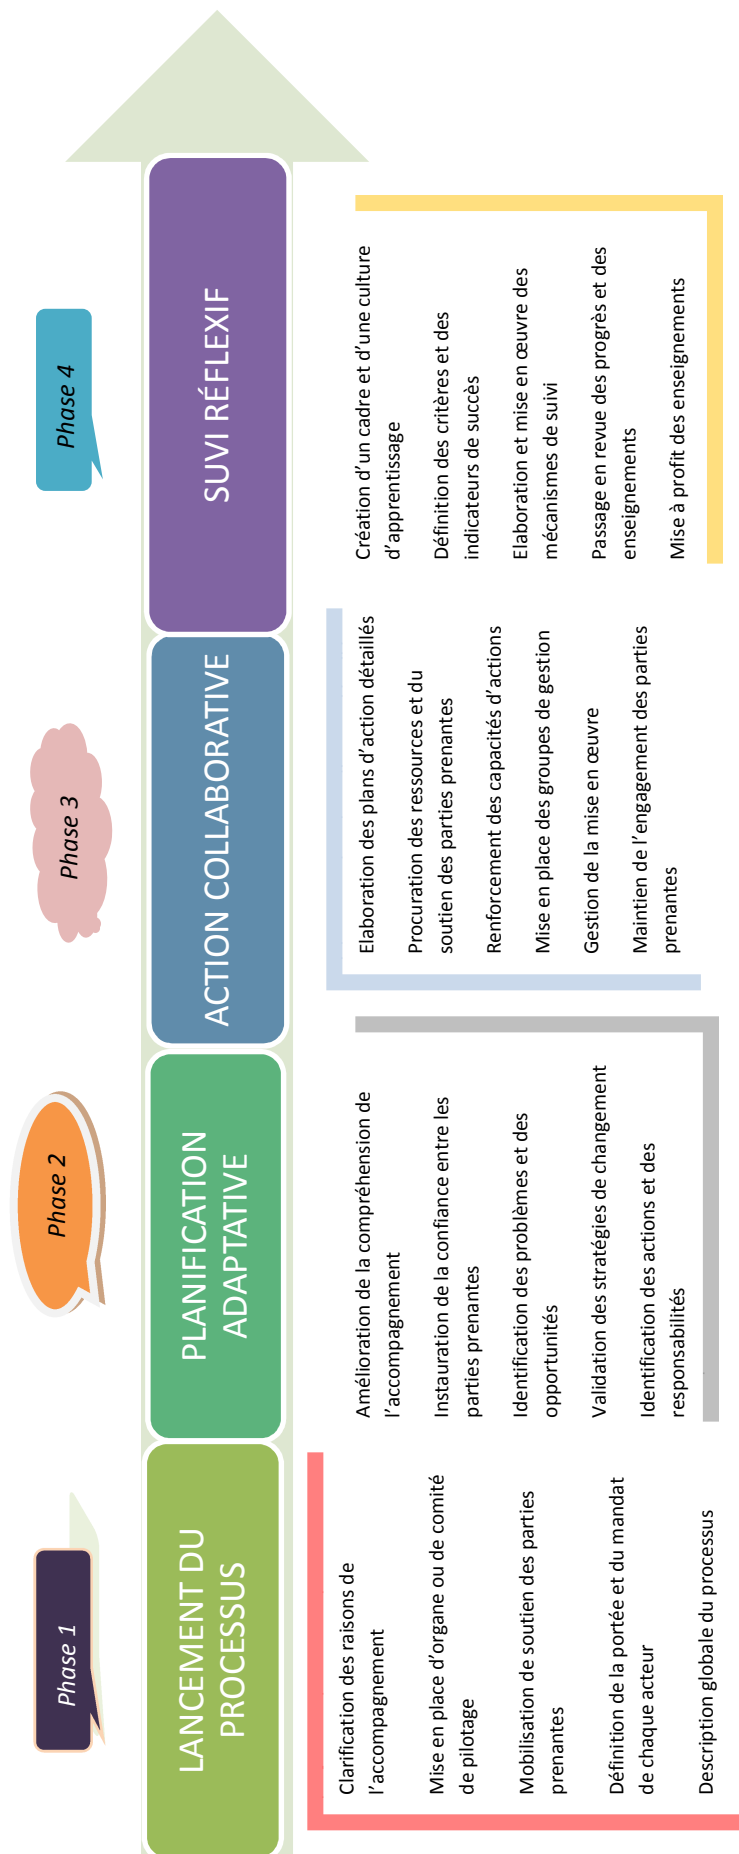 Phase 1
LANCEMENT DU
PROCESSUS
Clarification des raisons de
l’accompagnement
Mise en place d’organe ou de comité
de pilotage
Mobilisation de soutien des parties
prenantes
Définition de la portée et du mandat
de chaque acteur
Description globale du processus
Phase 2
PLANIFICATION
ADAPTATIVE
Amélioration de la compréhension de
l’accompagnement
Instauration de la confiance entre les
parties prenantes
Identification des problèmes et des
opportunités
Validation des stratégies de changement
Identification des actions et des
responsabilités
Phase 3
ACTION COLLABORATIVE
Elaboration des plans d’action détaillés
Procuration des ressources et du
soutien des parties prenantes
Renforcement des capacités d’actions
Mise en place des groupes de gestion
Gestion de la mise en œuvre
Maintien de l’engagement des parties
prenantes
Phase 4
SUVI RÉFLEXIF
Création d’un cadre et d’une culture
d’apprentissage
Définition des critères et des
indicateurs de succès
Elaboration et mise en œuvre des
mécanismes de suivi
Passage en revue des progrès et des
enseignements
Mise à profit des enseignements